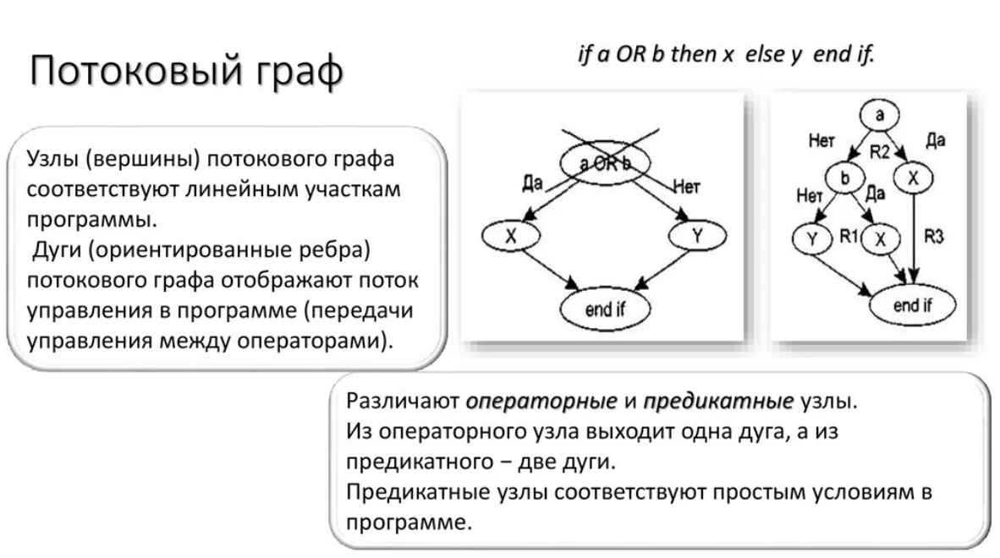 Потоковый граф
if a OR b then x else y end if.
Узлы (вершины) потокового графа
соответствуют линейным участкам
программы.
Дуги (ориентированные ребра)
потокового графа отображают поток
управления в программе (передачи
управления между операторами).
a OR b
Да
Нет
X
Y
end if
a
Нет
Да
R2
b
X
Нет
Да
Y
R1
X
R3
end if
Различают операторные и предикатные узлы.
Из операторного узла выходит одна дуга, а из
предикатного – две дуги.
Предикатные узлы соответствуют простым условиям в
программе.